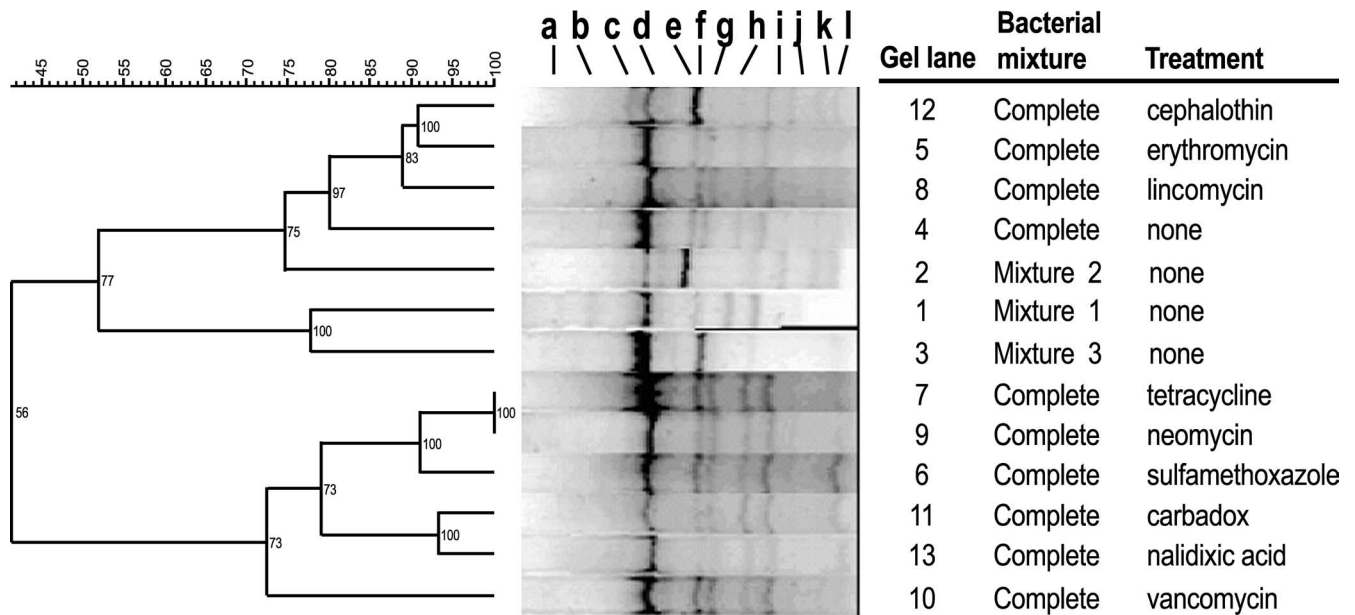 45 50 55 60 65 70 75 80 85 90 95 100
a b c d e f g h i j k l
Gel lane Bacterial mixture Treatment
12 Complete cephalothin
5 Complete erythromycin
8 Complete lincomycin
4 Complete none
2 Mixture 2 none
1 Mixture 1 none
3 Mixture 3 none
7 Complete tetracycline
9 Complete neomycin
6 Complete sulfamethoxazole
11 Complete carbadox
13 Complete nalidixic acid
10 Complete vancomycin
100
83
97
75
77
100
56
100
100
73
100
73